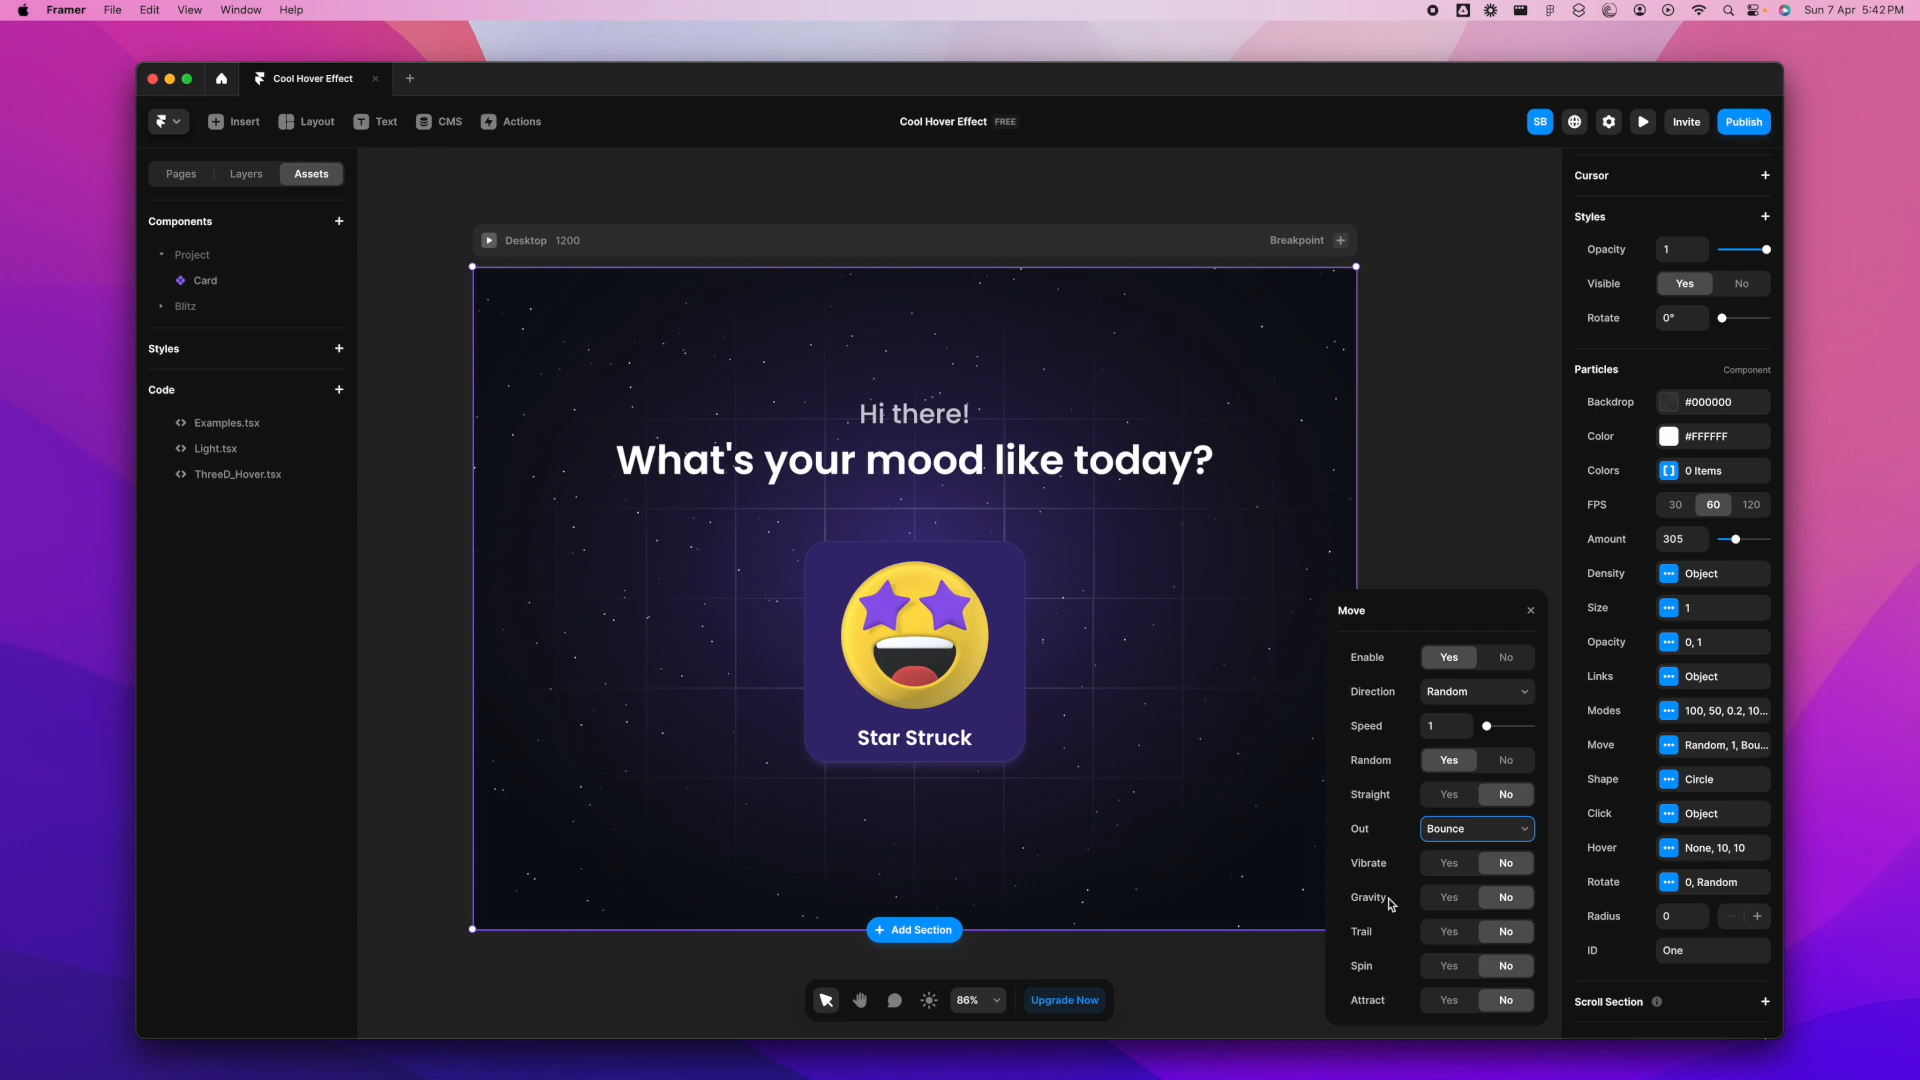 Framer File Edit View Window Help
Sun 7 Apr 5:42 PM
Cool Hover Effect
Insert Layout Text CMS Actions
Cool Hover Effect FREE
SB
Invite
Publish
Pages Layers Assets
Components
Project
Card
Blitz
Styles
Code
Examples.tsx
Light.tsx
ThreeD_Hover.tsx
Desktop 1200
Breakpoint
Hi there!
What's your mood like today?
Star Struck
Add Section
86%
Upgrade Now
Move
Enable Yes No
Direction Random
Speed 1
Random Yes No
Straight Yes No
Out Bounce
Vibrate Yes No
Gravity Yes No
Trail Yes No
Spin Yes No
Attract Yes No
Cursor
Styles
Opacity 1
Visible Yes No
Rotate 0°
Particles Component
Backdrop #000000
Color #FFFFFF
Colors 0 Items
FPS 30 60 120
Amount 305
Density Object
Size 1
Opacity 0, 1
Links Object
Modes 100, 50, 0.2, 10...
Move Random, 1, Bou...
Shape Circle
Click Object
Hover None, 10, 10
Rotate 0, Random
Radius 0
ID One
Scroll Section